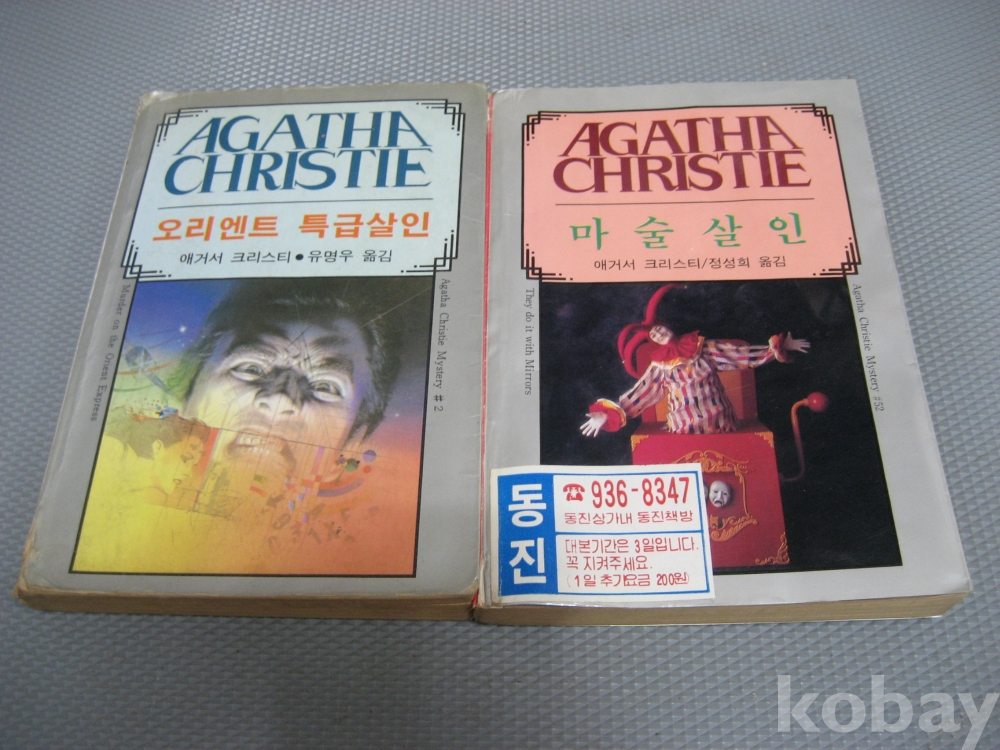 AGATHA
CHRISTIE
오리엔트 특급살인
애거서 크리스티●유명우 옮김
Murder on the Orient Express
Agatha Christie Mystery #2
AGATHA
CHRISTIE
마술살인
애거서 크리스티/정성희 옮김
They do it with Mirrors
Agatha Christie Mystery #52
동진
☎936-8347
동진상가내 동진책방
대본기간은 3일입니다.
꼭 지켜주세요.
(1일 추가요금 200원)
kobay